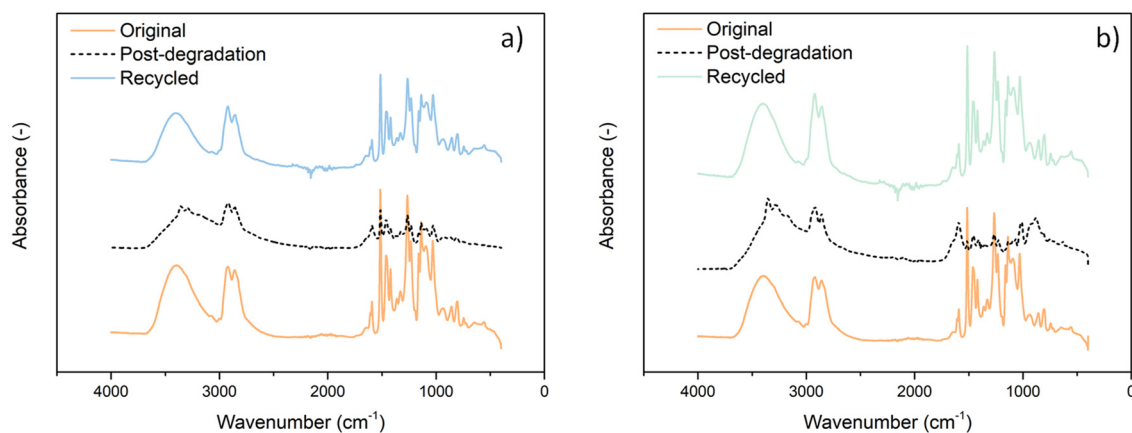 Original
Post-degradation
Recycled
a)
Absorbance (-)
4000 3000 2000 1000 0
Wavenumber (cm⁻¹)
Original
Post-degradation
Recycled
b)
Absorbance (-)
4000 3000 2000 1000 0
Wavenumber (cm⁻¹)